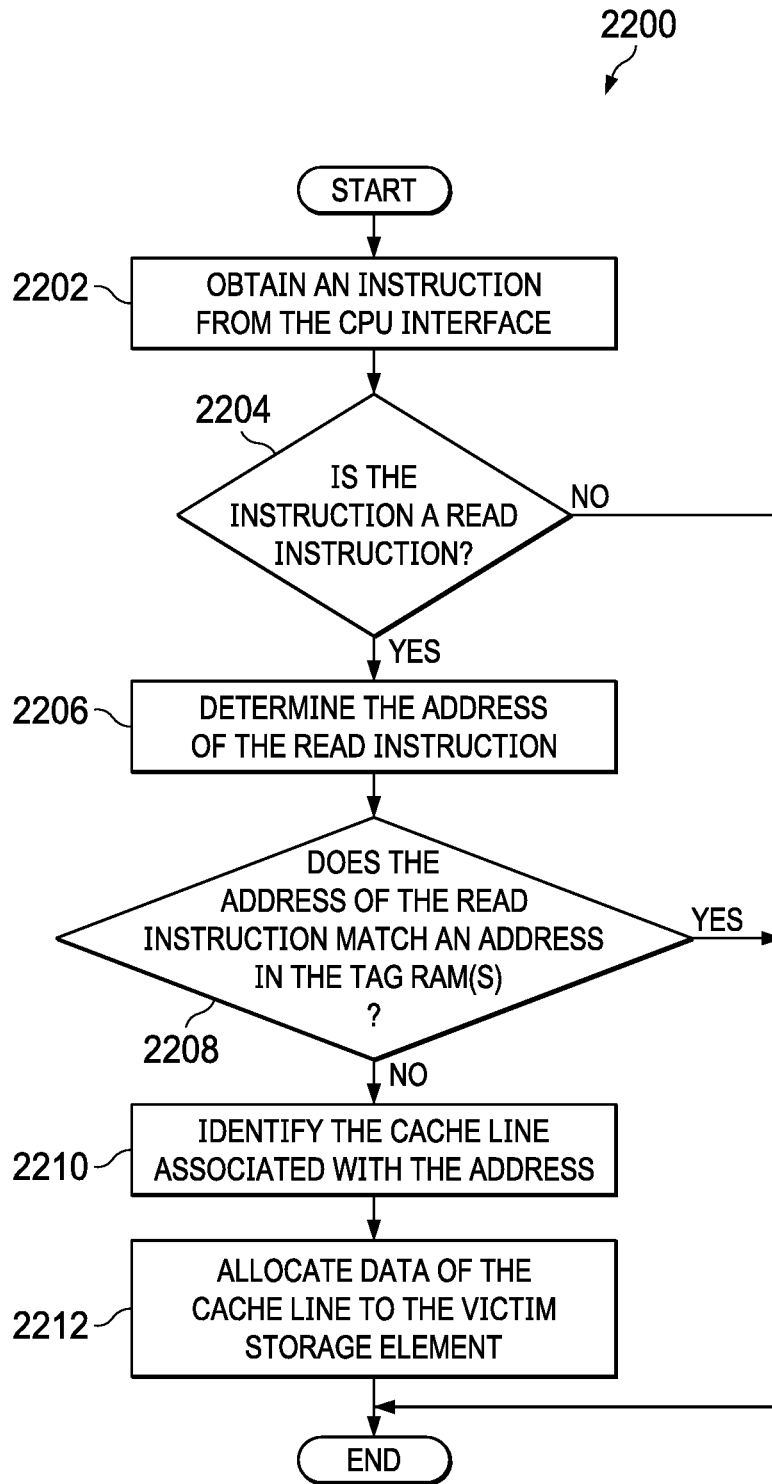 2200
START
2202
OBTAIN AN INSTRUCTION
FROM THE CPU INTERFACE
2204
IS THE
INSTRUCTION A READ
INSTRUCTION?
NO
YES
2206
DETERMINE THE ADDRESS
OF THE READ INSTRUCTION
DOES THE
ADDRESS OF THE READ
INSTRUCTION MATCH AN ADDRESS
IN THE TAG RAM(S)
?
YES
2208
NO
2210
IDENTIFY THE CACHE LINE
ASSOCIATED WITH THE ADDRESS
2212
ALLOCATE DATA OF THE
CACHE LINE TO THE VICTIM
STORAGE ELEMENT
END